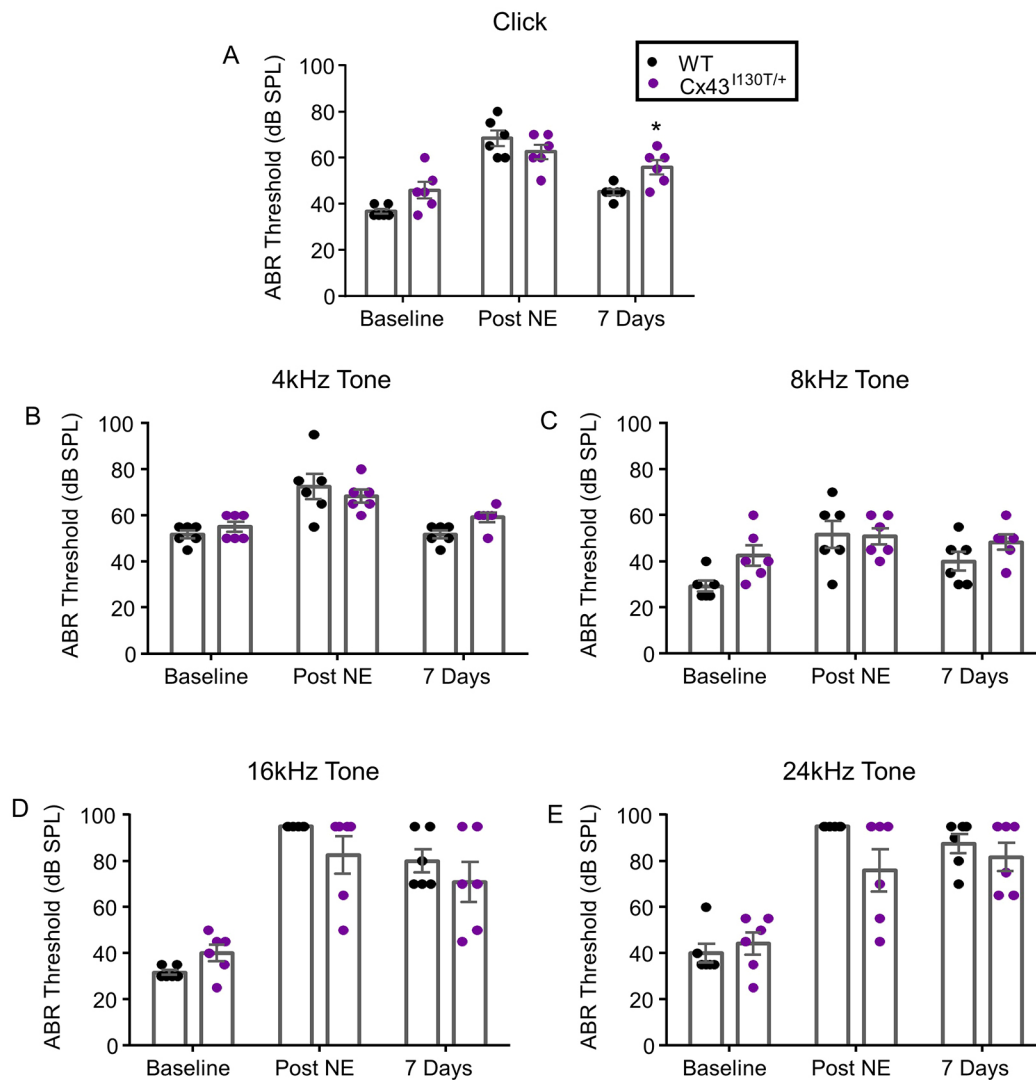 Click
A
WT
Cx43^I130T/+
ABR Threshold (dB SPL)
100
80
60
40
20
0
*
Baseline Post NE 7 Days
4kHz Tone
B
ABR Threshold (dB SPL)
100
80
60
40
20
0
Baseline Post NE 7 Days
8kHz Tone
C
ABR Threshold (dB SPL)
100
80
60
40
20
0
Baseline Post NE 7 Days
16kHz Tone
D
ABR Threshold (dB SPL)
100
80
60
40
20
0
Baseline Post NE 7 Days
24kHz Tone
E
ABR Threshold (dB SPL)
100
80
60
40
20
0
Baseline Post NE 7 Days